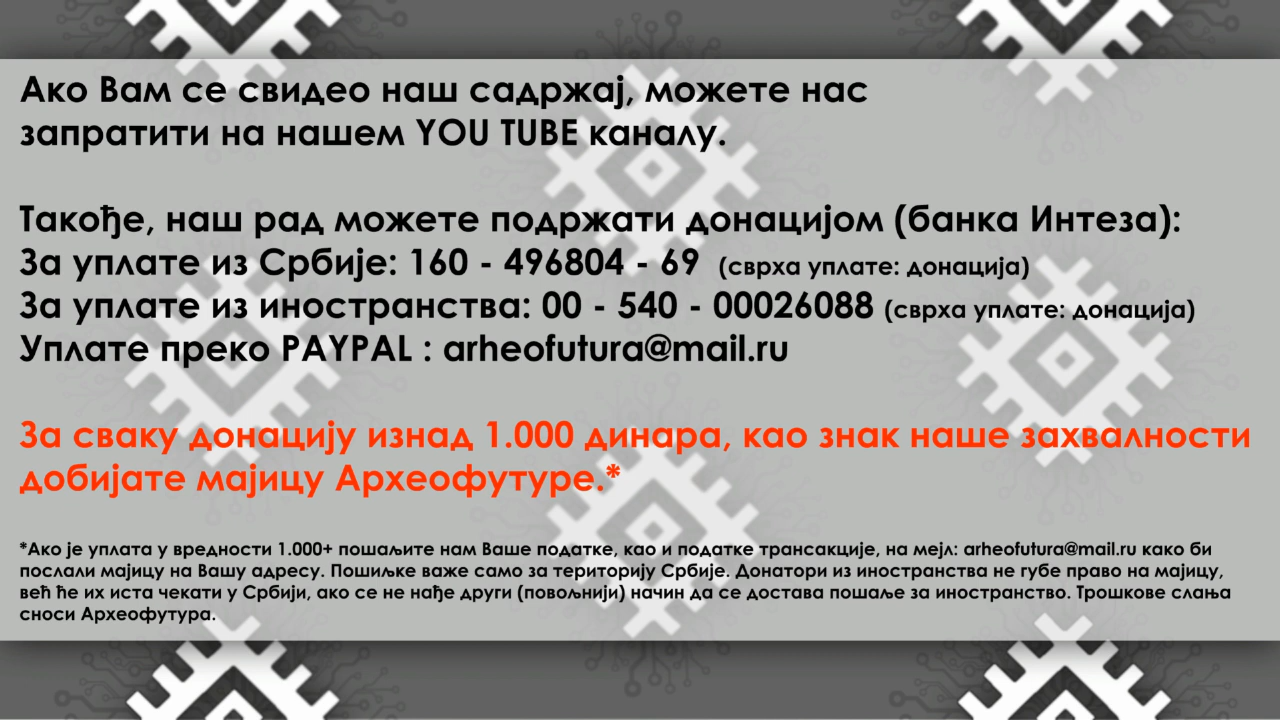 Ако Вам се свидео наш садржај, можете нас
запратити на нашем YOU TUBE каналу.
Такође, наш рад можете подржати донацијом (банка Интеза):
За уплате из Србије: 160 - 496804 - 69 (сврха уплате: донација)
За уплате из иностранства: 00 - 540 - 00026088 (сврха уплате: донација)
Уплате преко PAYPAL : arheofutura@mail.ru
За сваку донацију изнад 1.000 динара, као знак наше захвалности
добијате мајицу Археофутуре.*
*Ако је уплата у вредности 1.000+ пошаљите нам Ваше податке, као и податке трансакције, на мејл: arheofutura@mail.ru како би
послали мајицу на Вашу адресу. Пошиљке важе само за територију Србије. Донатори из иностранства не губе право на мајицу,
већ ће их иста чекати у Србији, ако се не нађе други (повољнији) начин да се достава пошаље за иностранство. Трошкове слања
сноси Археофутура.